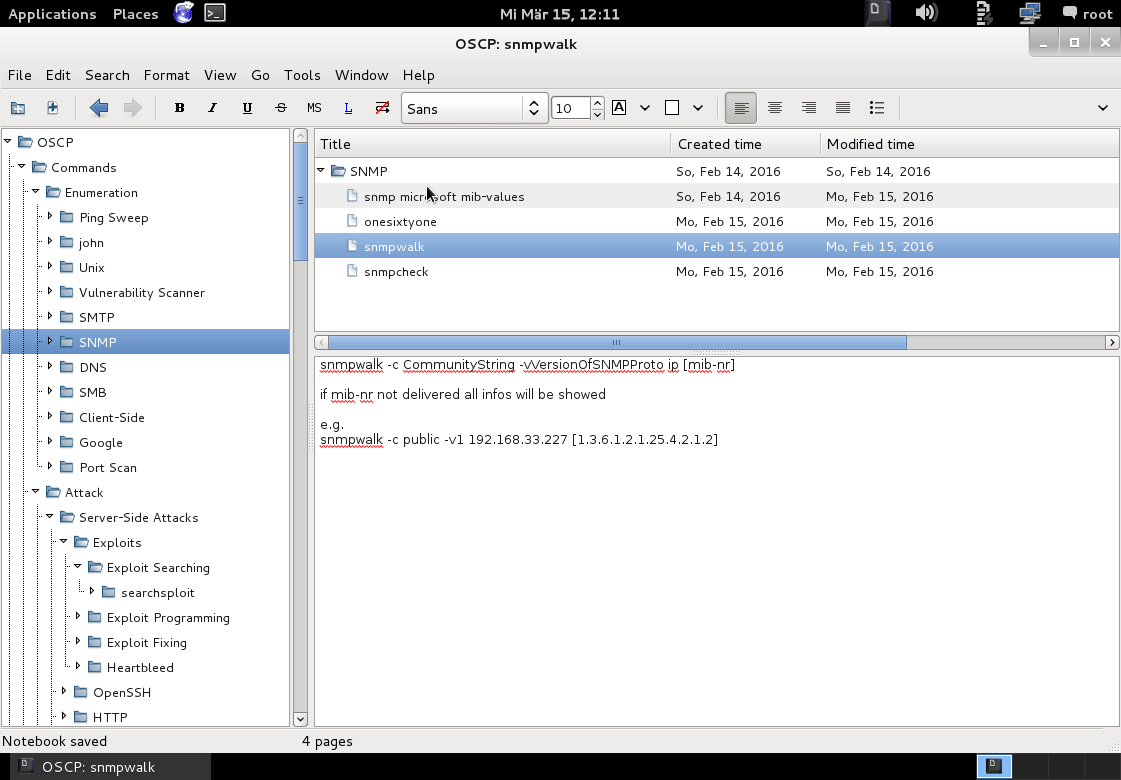 Applications Places Mi Mär 15, 12:11 root
OSCP: snmpwalk
File Edit Search Format View Go Tools Window Help
B I U S MS L Sans 10 A
OSCP
Commands
Enumeration
Ping Sweep
john
Unix
Vulnerability Scanner
SMTP
SNMP
DNS
SMB
Client-Side
Google
Port Scan
Attack
Server-Side Attacks
Exploits
Exploit Searching
searchsploit
Exploit Programming
Exploit Fixing
Heartbleed
OpenSSH
HTTP
Title Created time Modified time
SNMP So, Feb 14, 2016 So, Feb 14, 2016
snmp microsoft mib-values So, Feb 14, 2016 Mo, Feb 15, 2016
onesixtyone Mo, Feb 15, 2016 Mo, Feb 15, 2016
snmpwalk Mo, Feb 15, 2016 Mo, Feb 15, 2016
snmpcheck Mo, Feb 15, 2016 Mo, Feb 15, 2016
snmpwalk -c CommunityString -vVersionOfSNMPProto ip [mib-nr]
if mib-nr not delivered all infos will be showed
e.g.
snmpwalk -c public -v1 192.168.33.227 [1.3.6.1.2.1.25.4.2.1.2]
Notebook saved 4 pages
OSCP: snmpwalk